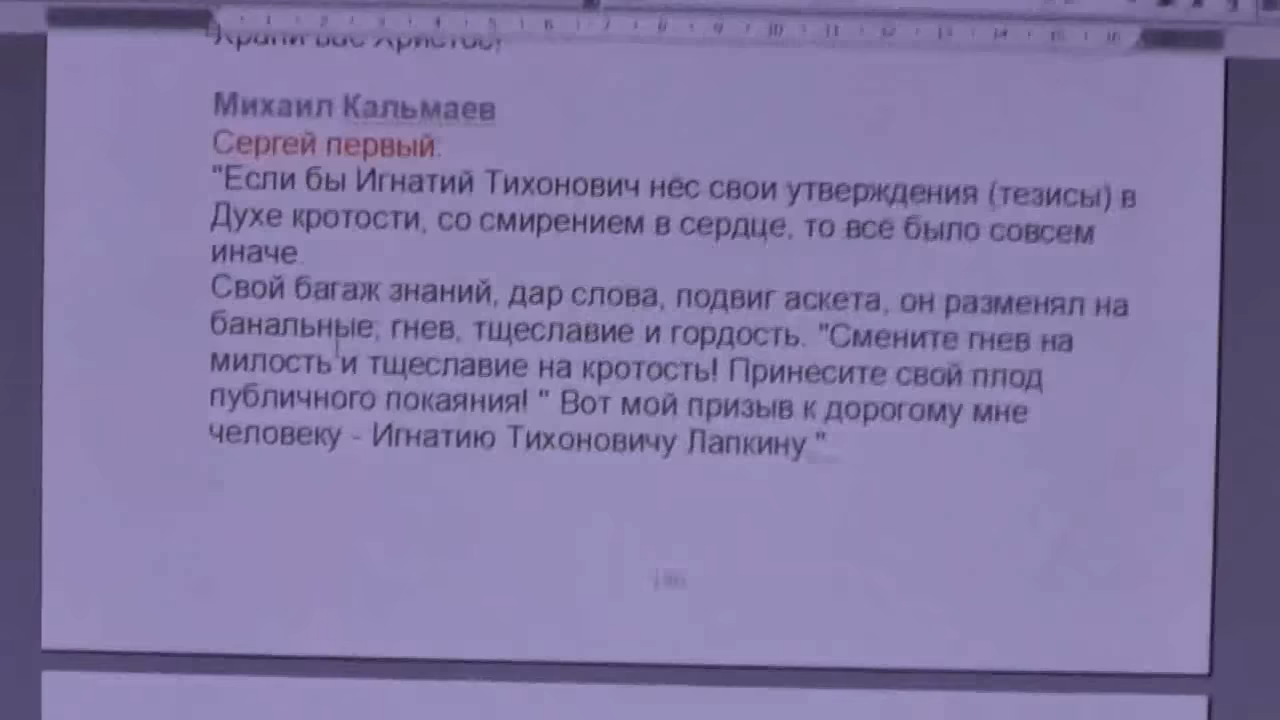 Храни вас Христос!
Михаил Кальмаев
Сергей первый:
"Если бы Игнатий Тихонович нёс свои утверждения (тезисы) в
Духе кротости, со смирением в сердце, то всё было совсем
иначе.
Свой багаж знаний, дар слова, подвиг аскета, он разменял на
банальные; гнев, тщеславие и гордость. "Смените гнев на
милость и тщеславие на кротость! Принесите свой плод
публичного покаяния! " Вот мой призыв к дорогому мне
человеку - Игнатию Тихоновичу Лапкину."